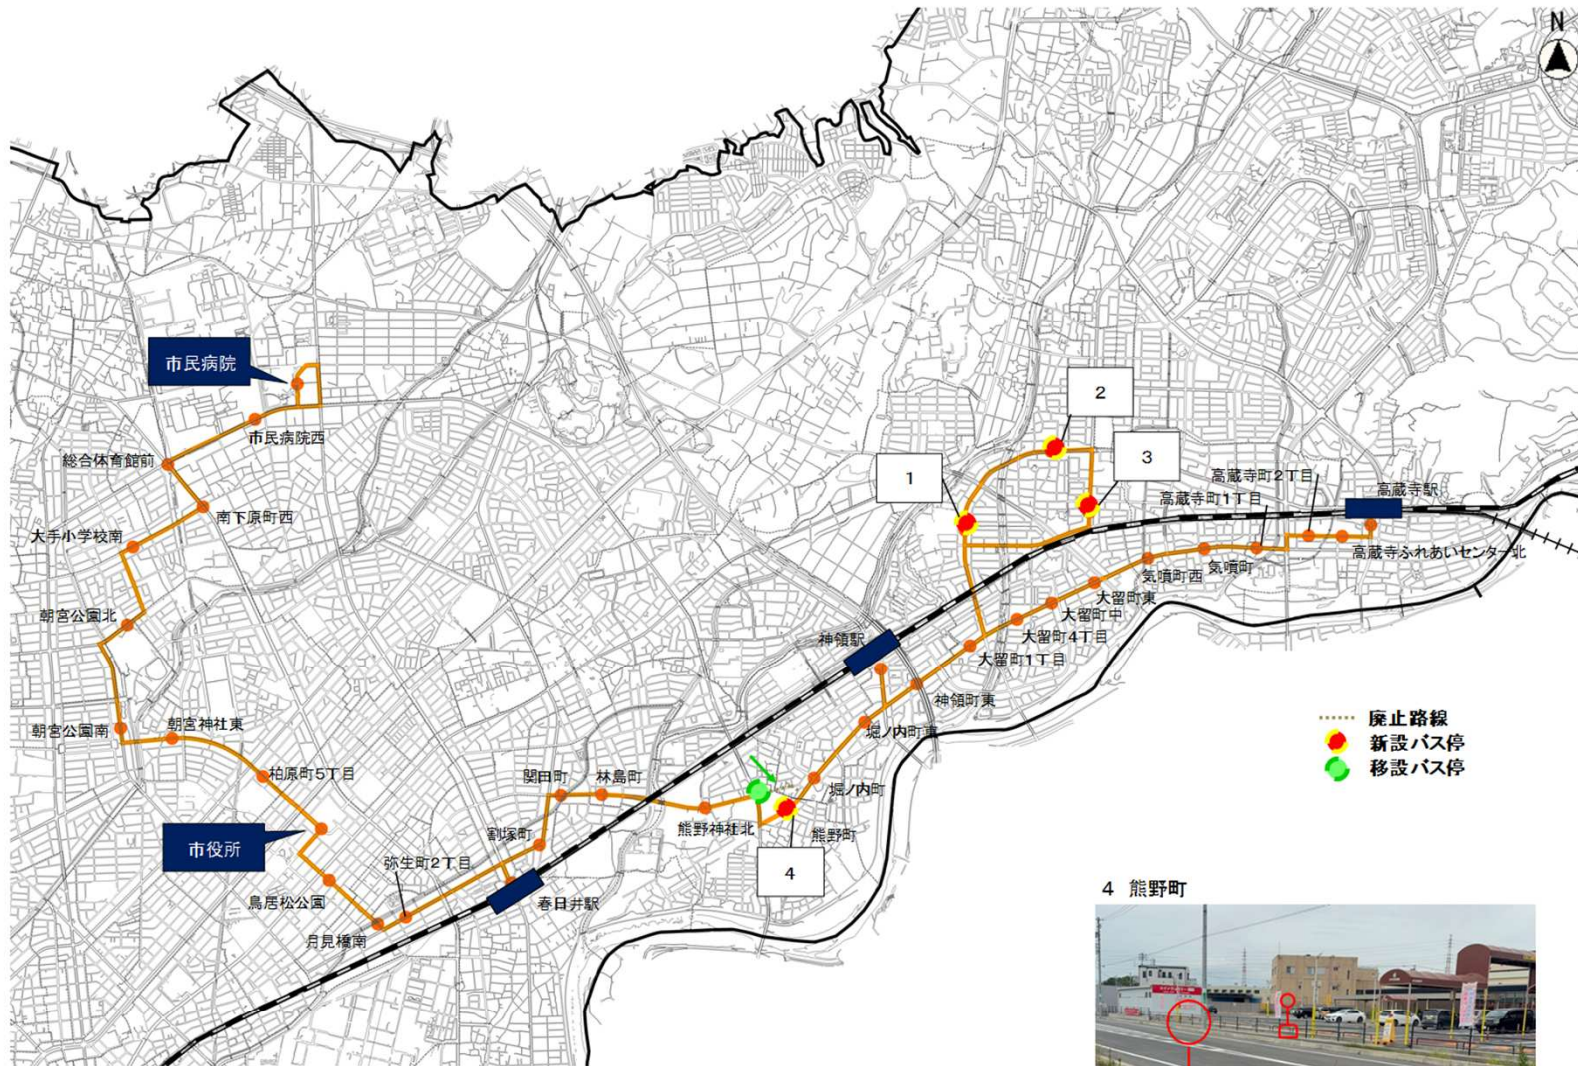 N
市民病院
市民病院西
総合体育館前
南下原町西
大手小学校南
朝宮公園北
朝宮公園南
朝宮神社東
柏原町5丁目
市役所
鳥居松公園
月見橋南
弥生町2丁目
割塚町
春日井駅
関田町
林島町
熊野神社北
熊野町
4
堀ノ内町
堀ノ内町東
神領駅
神領町東
大留町1丁目
大留町4丁目
大留町中
大留町東
気噴町西
気噴町
高蔵寺町1丁目
高蔵寺町2丁目
高蔵寺ふれあいセンター北
高蔵寺駅
1
2
3
廃止路線
新設バス停
移設バス停
4 熊野町